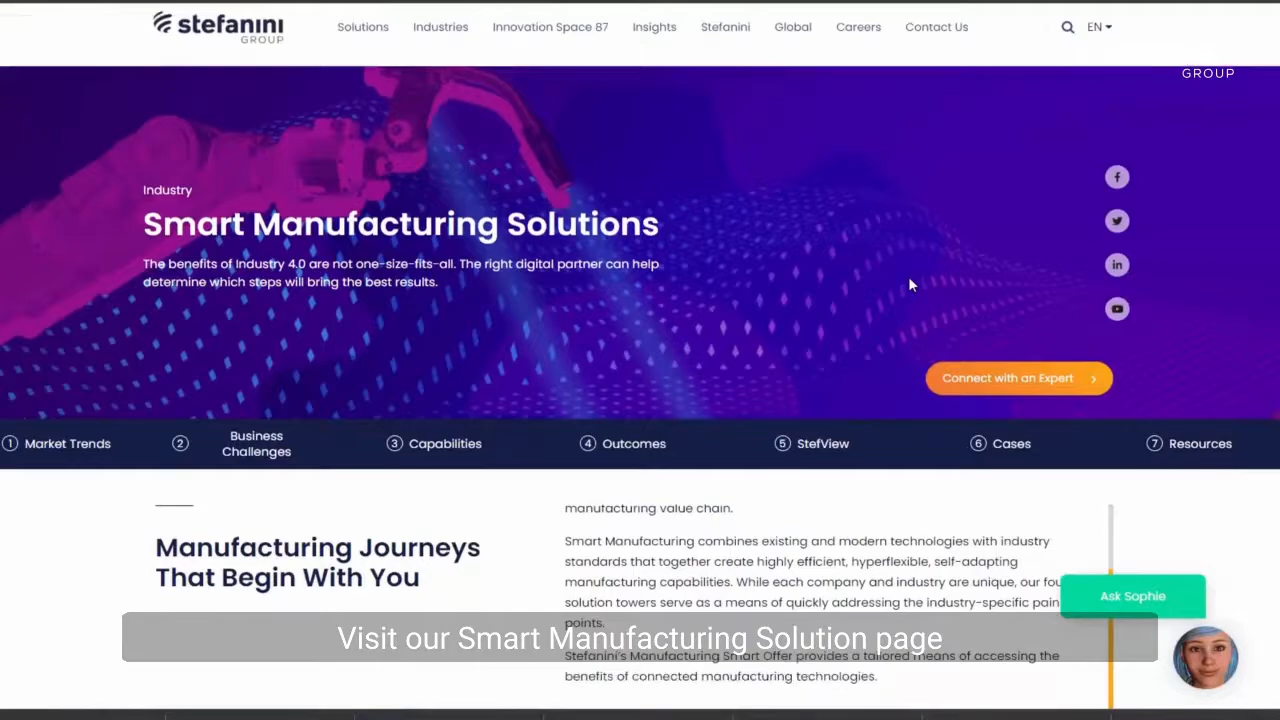 stefanini
GROUP
Solutions
Industries
Innovation Space 87
Insights
Stefanini
Global
Careers
Contact Us
EN
GROUP
Industry
Smart Manufacturing Solutions
The benefits of Industry 4.0 are not one-size-fits-all. The right digital partner can help
determine which steps will bring the best results.
Connect with an Expert
1 Market Trends
2 Business
Challenges
3 Capabilities
4 Outcomes
5 StefView
6 Cases
7 Resources
Manufacturing Journeys
That Begin With You
manufacturing value chain.
Smart Manufacturing combines existing and modern technologies with industry
standards that together create highly efficient, hyperflexible, self-adapting
manufacturing capabilities. While each company and industry are unique, our fou
solution towers serve as a means of quickly addressing the industry-specific pain
points.
Stefanini's Manufacturing Smart Offer provides a tailored means of accessing the
benefits of connected manufacturing technologies.
Ask Sophie
Visit our Smart Manufacturing Solution page